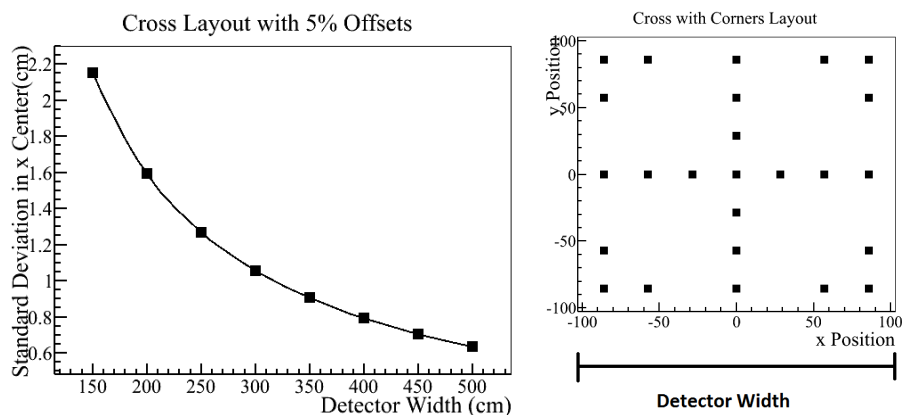 Cross Layout with 5% Offsets
Standard Deviation in x Center(cm)
2.2
2
1.8
1.6
1.4
1.2
1
0.8
0.6
150 200 250 300 350 400 450 500
Detector Width (cm)
Cross with Corners Layout
y Position
100
50
0
-50
-100
-100 -50 0 50 100
x Position
Detector Width